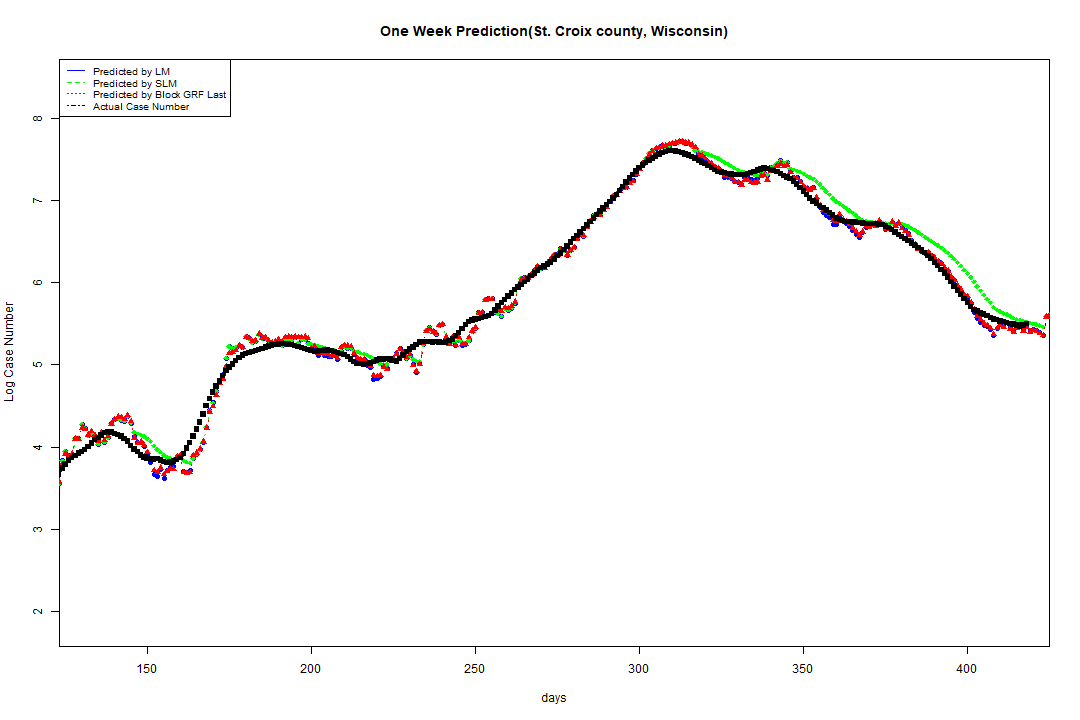 One Week Prediction(St. Croix county, Wisconsin)
Predicted by LM
Predicted by SLM
Predicted by Block GRF Last
Actual Case Number
Log Case Number
8
7
6
5
4
3
2
150 200 250 300 350 400
days